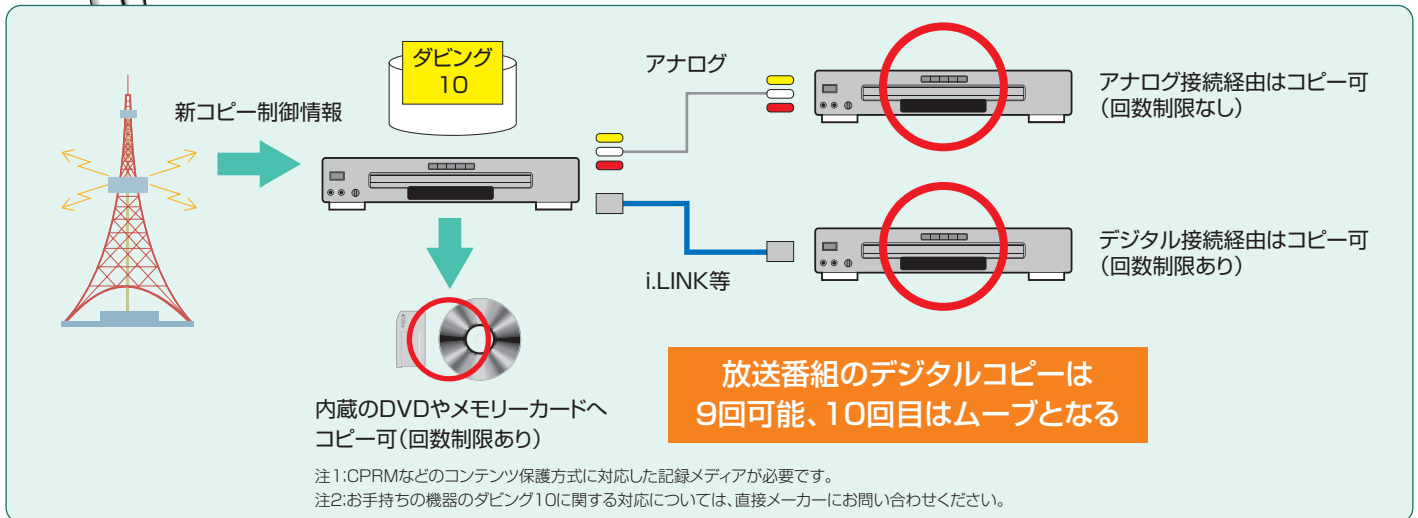 ダビング
10
新コピー制御情報
アナログ
アナログ接続経由はコピー可
（回数制限なし）
i.LINK等
デジタル接続経由はコピー可
（回数制限あり）
内蔵のDVDやメモリーカードへ
コピー可（回数制限あり）
放送番組のデジタルコピーは
9回可能、10回目はムーブとなる
注1:CPRMなどのコンテンツ保護方式に対応した記録メディアが必要です。
注2:お手持ちの機器のダビング10に関する対応については、直接メーカーにお問い合わせください。